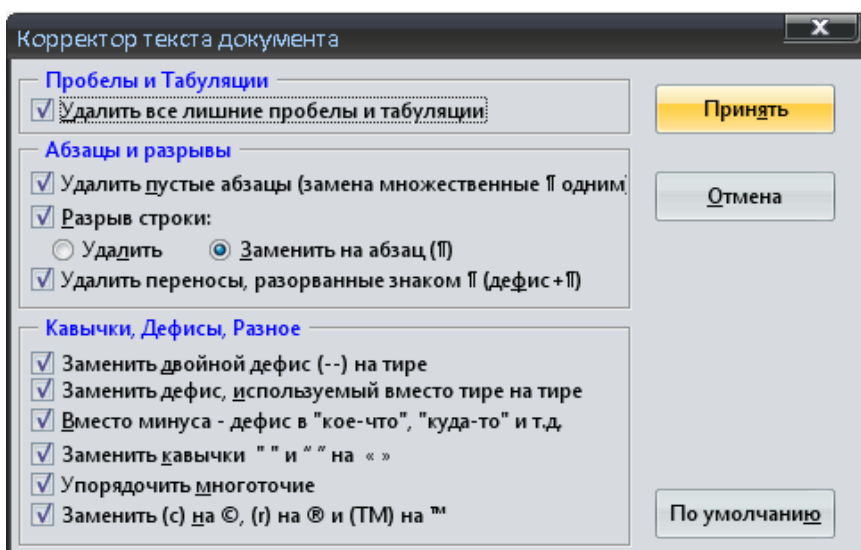 Корректор текста документа
x
Пробелы и Табуляции
Удалить все лишние пробелы и табуляции
Принять
Абзацы и разрывы
Удалить пустые абзацы (замена множественные ¶ одним)
Отмена
Разрыв строки:
Удалить Заменить на абзац (¶)
Удалить переносы, разорванные знаком ¶ (дефис+¶)
Кавычки, Дефисы, Разное
Заменить двойной дефис (--) на тире
Заменить дефис, используемый вместо тире на тире
Вместо минуса - дефис в "кое-что", "куда-то" и т.д.
Заменить кавычки " " и “ ” на « »
Упорядочить многоточие
Заменить (c) на ©, (r) на ® и (TM) на ™
По умолчанию